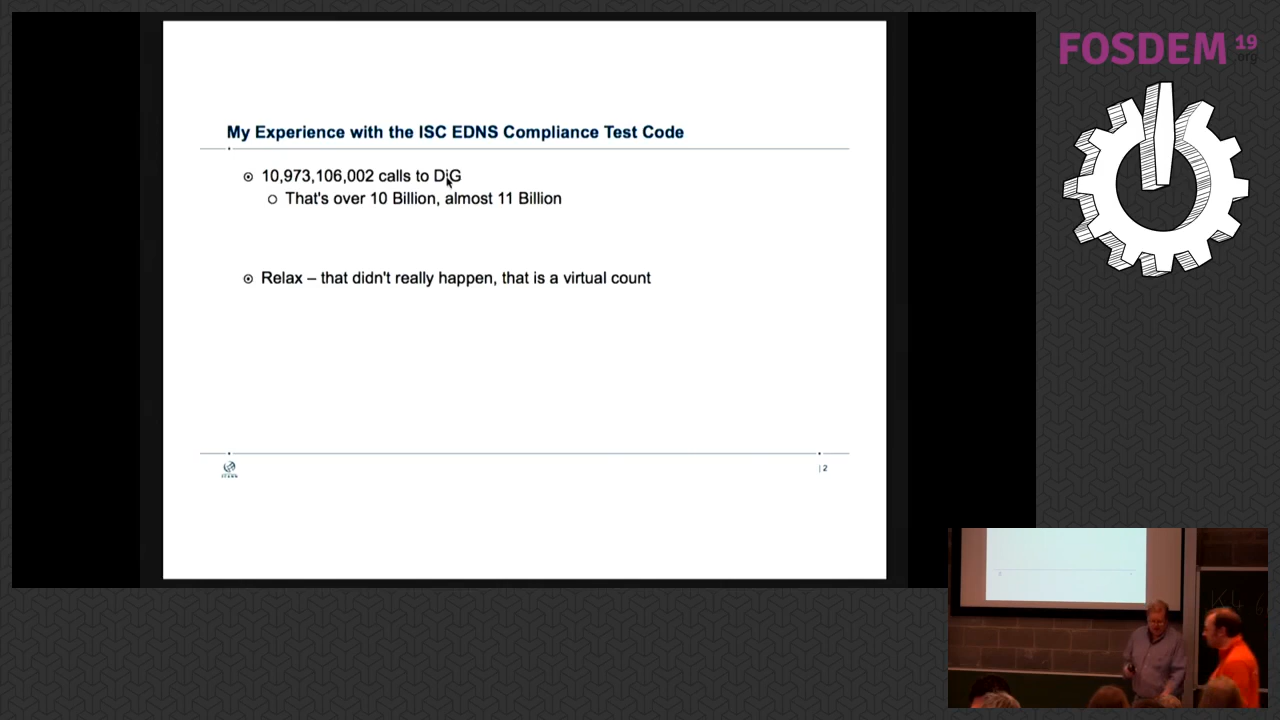 FOSDEM 19
.org
My Experience with the ISC EDNS Compliance Test Code
10,973,106,002 calls to DiG
That's over 10 Billion, almost 11 Billion
Relax – that didn't really happen, that is a virtual count
| 2